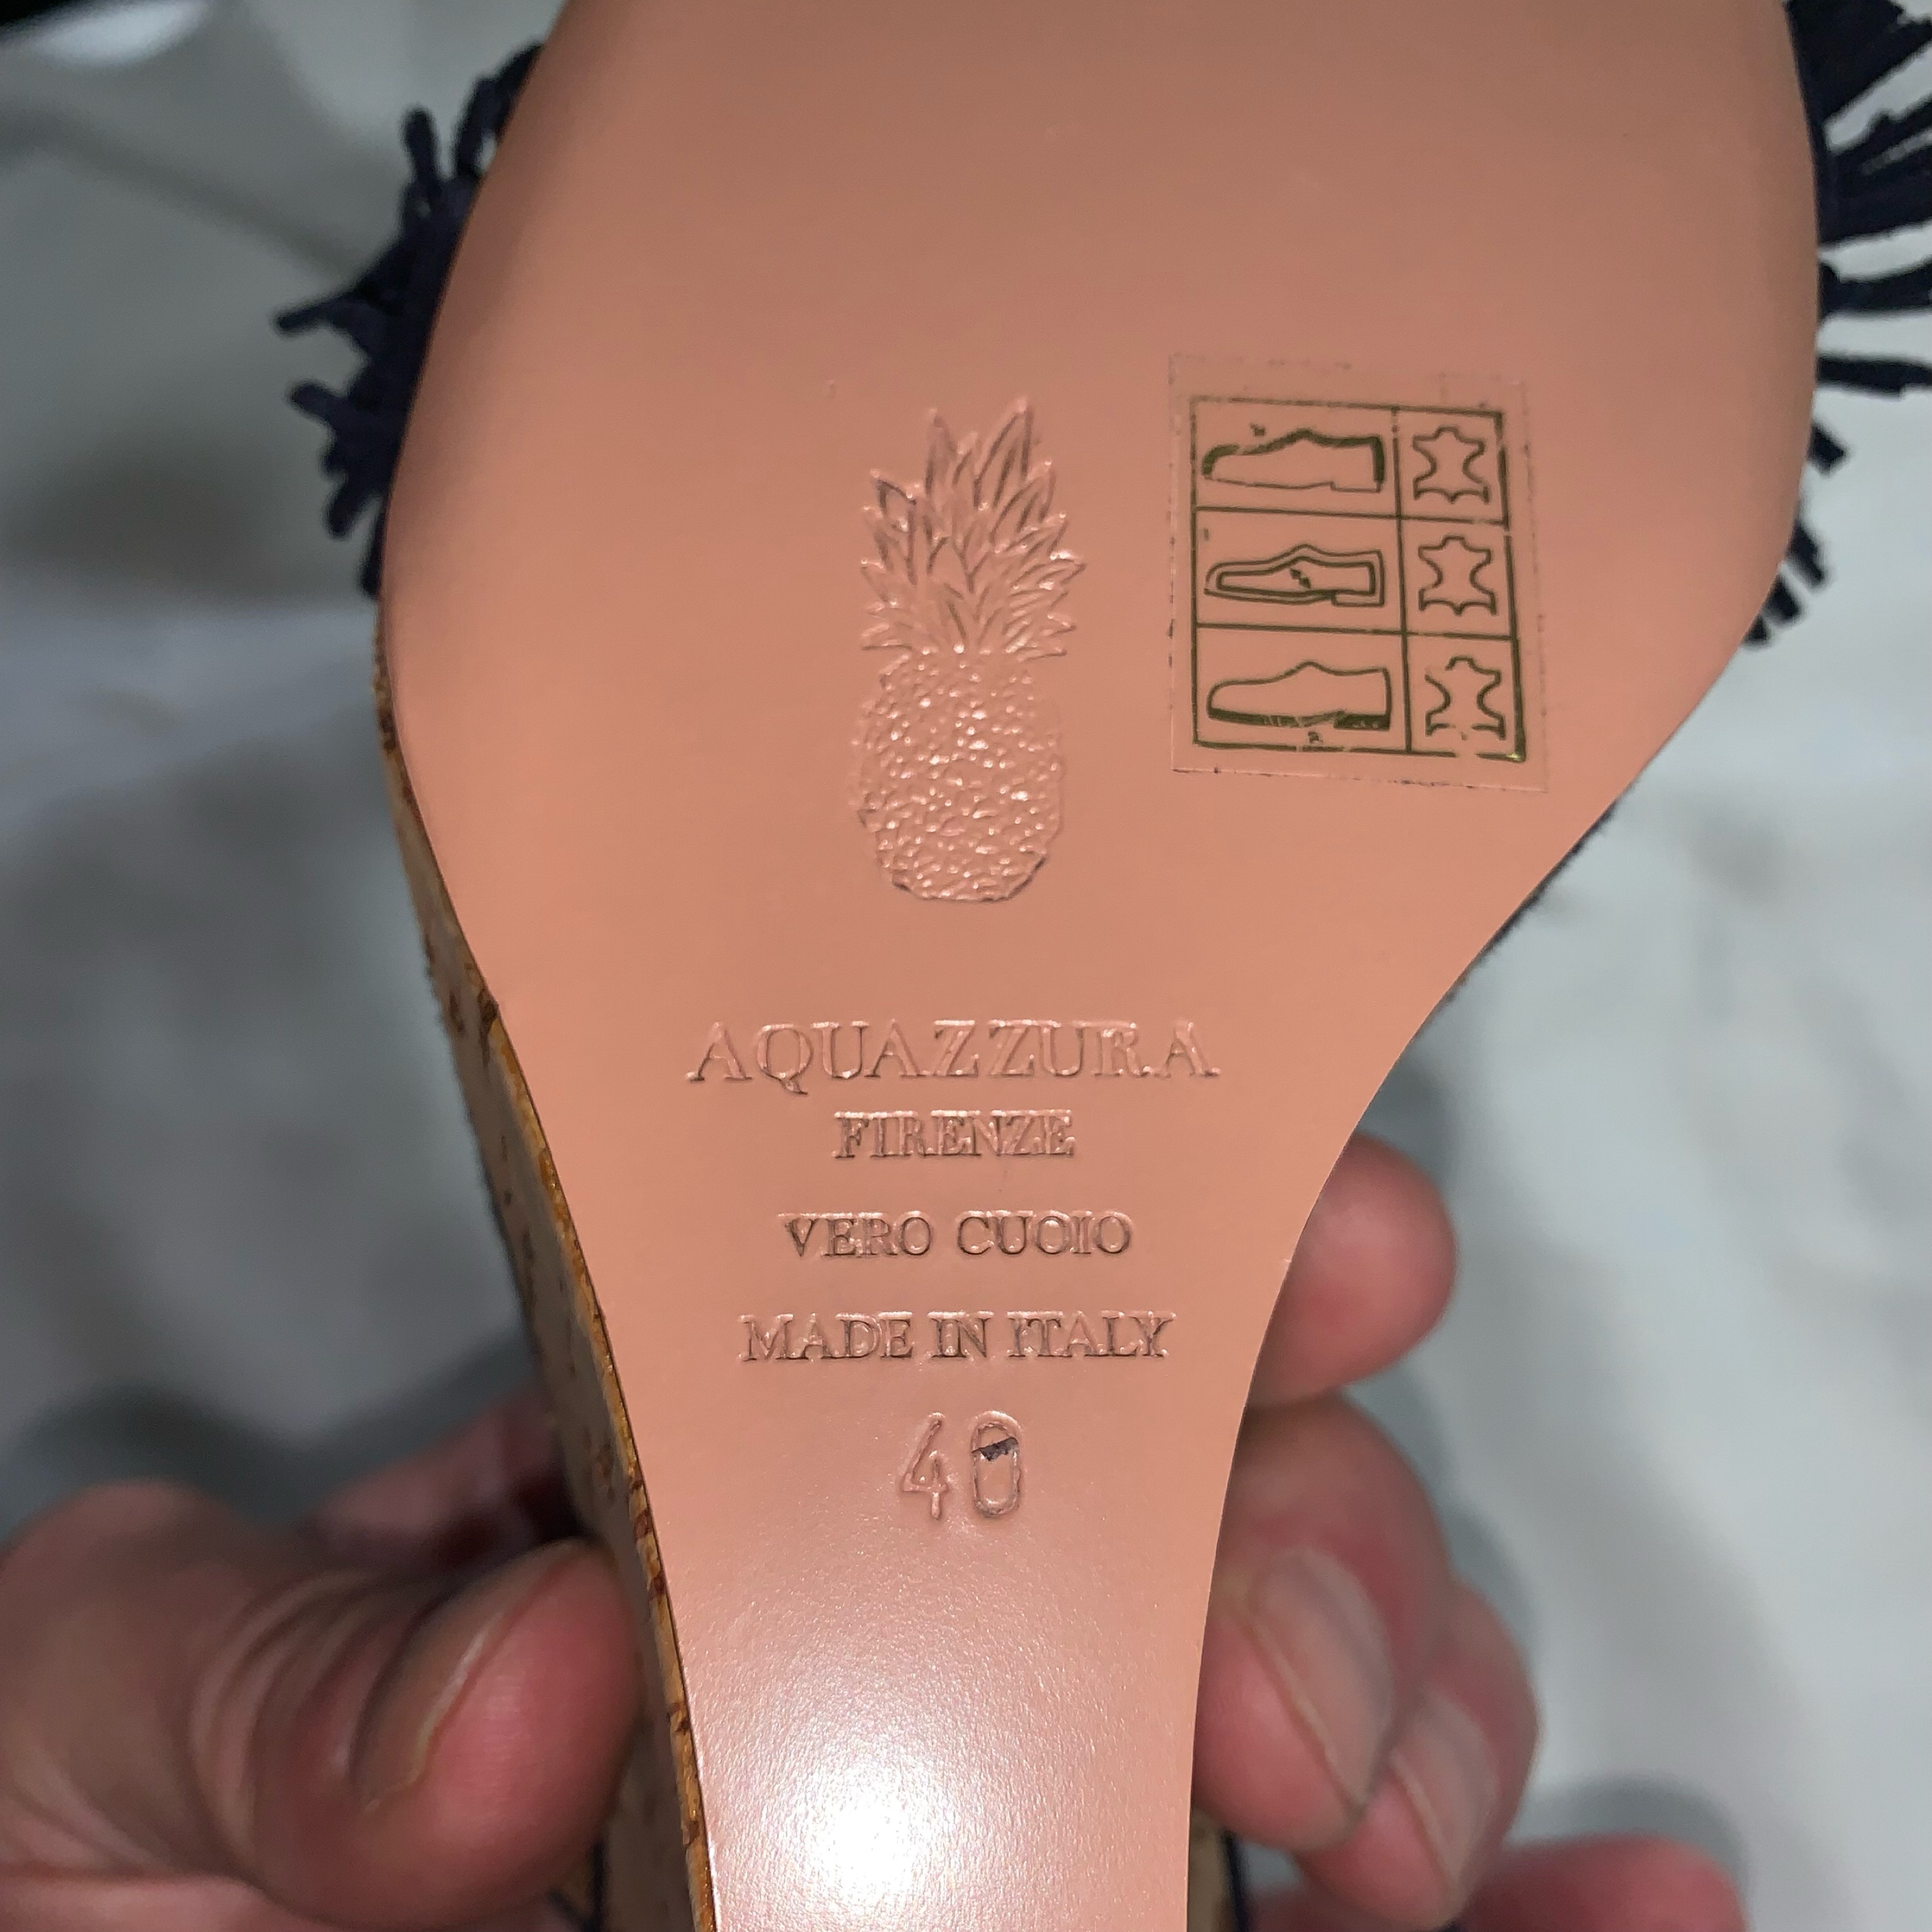 AQUAZZURA
FIRENZE
VERO CUOIO
MADE IN ITALY
40